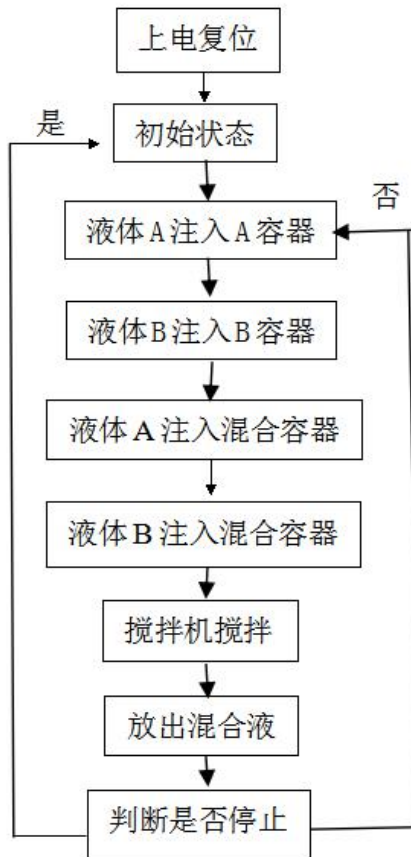 上电复位
是
初始状态
否
液体A注入A容器
液体B注入B容器
液体A注入混合容器
液体B注入混合容器
搅拌机搅拌
放出混合液
判断是否停止